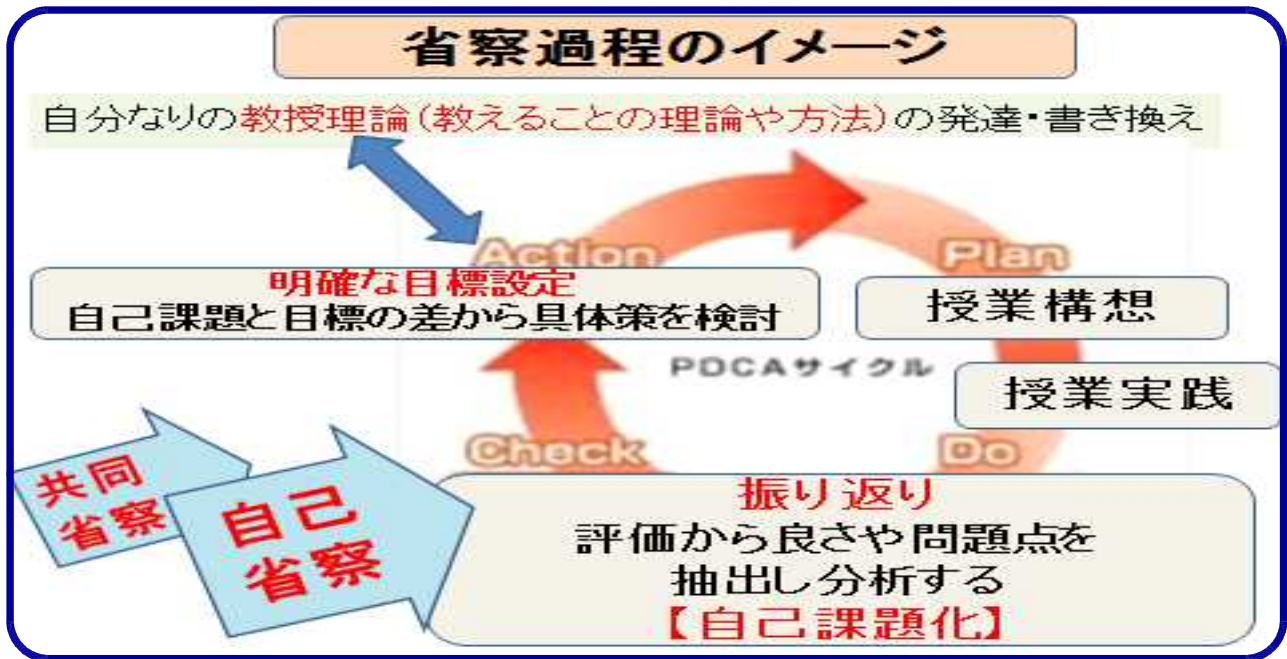 省察過程のイメージ
自分なりの教授理論(教えることの理論や方法)の発達・書き換え
Action
Plan
明確な目標設定
自己課題と目標の差から具体策を検討
授業構想
PDCAサイクル
授業実践
Check
Do
共同
省察
自己
省察
振り返り
評価から良さや問題点を
抽出し分析する
【自己課題化】